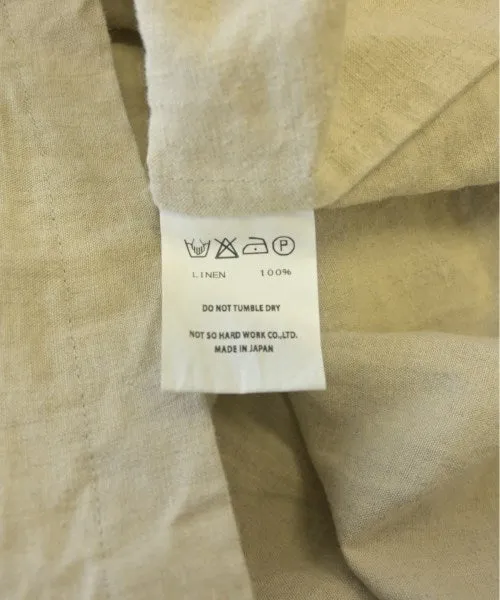 P
LINEN 100%
DO NOT TUMBLE DRY
NOT SO HARD WORK CO.,LTD.
MADE IN JAPAN